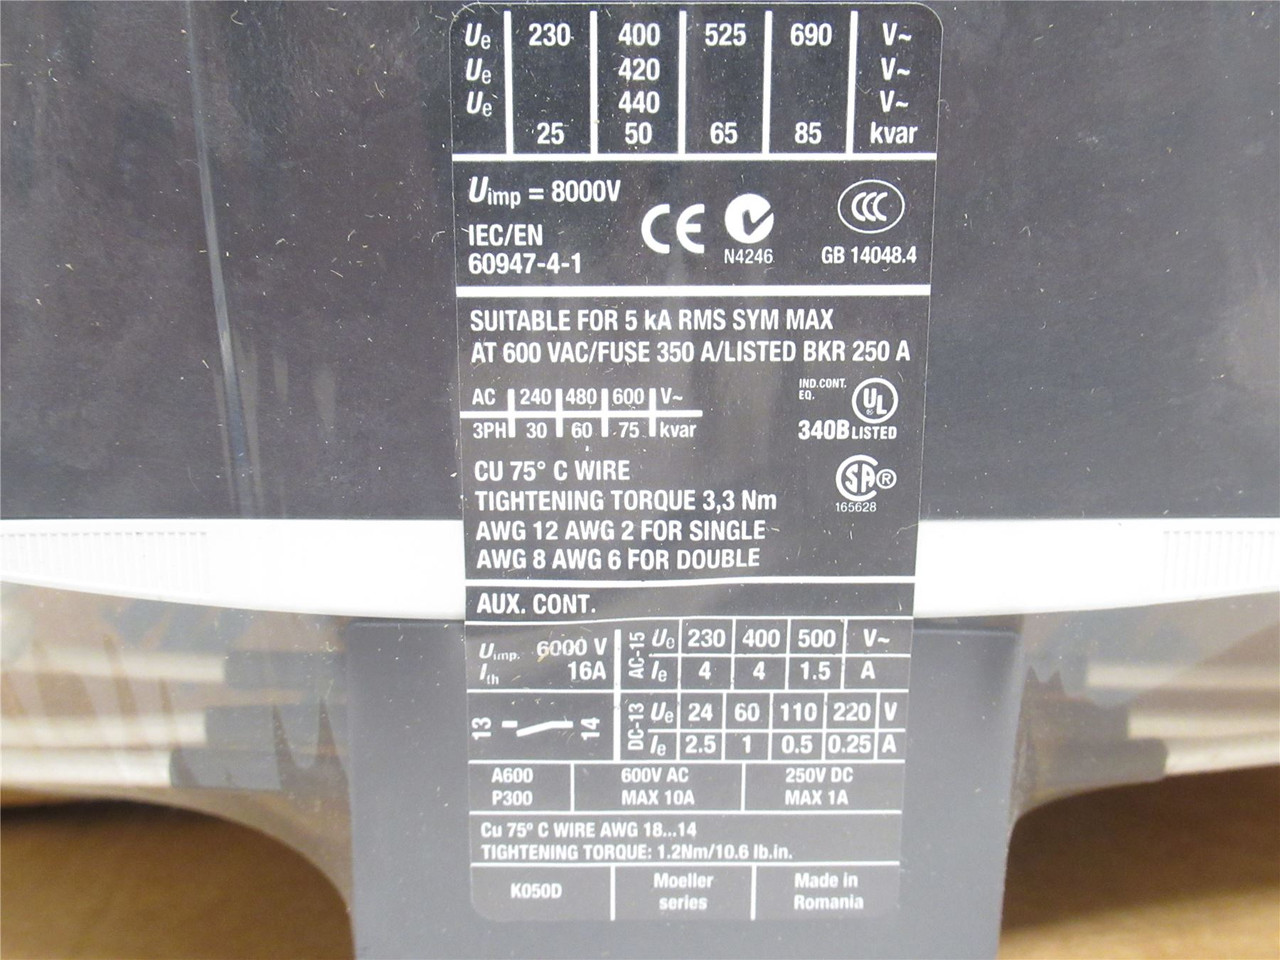 Ue 230 400 525 690 V~
Ue 420 V~
Ue 440 V~
25 50 65 85 kvar
Uimp = 8000V
IEC/EN
60947-4-1
CE
N4246
CCC
GB 14048.4
SUITABLE FOR 5 kA RMS SYM MAX
AT 600 VAC/FUSE 350 A/LISTED BKR 250 A
AC 240 480 600 V~
3PH 30 60 75 kvar
IND.CONT.
EQ.
UL ®
340B LISTED
CU 75° C WIRE
TIGHTENING TORQUE 3,3 Nm
AWG 12 AWG 2 FOR SINGLE
AWG 8 AWG 6 FOR DOUBLE
SA ®
165628
AUX. CONT.
Uimp. 6000 V
Ith 16A
AC-15 Ue 230 400 500 V~
Ie 4 4 1.5 A
13 14
DC-13 Ue 24 60 110 220 V
Ie 2.5 1 0.5 0.25 A
A600 600V AC 250V DC
P300 MAX 10A MAX 1A
Cu 75° C WIRE AWG 18...14
TIGHTENING TORQUE: 1.2Nm/10.6 lb.in.
K050D
Moeller
series
Made in
Romania